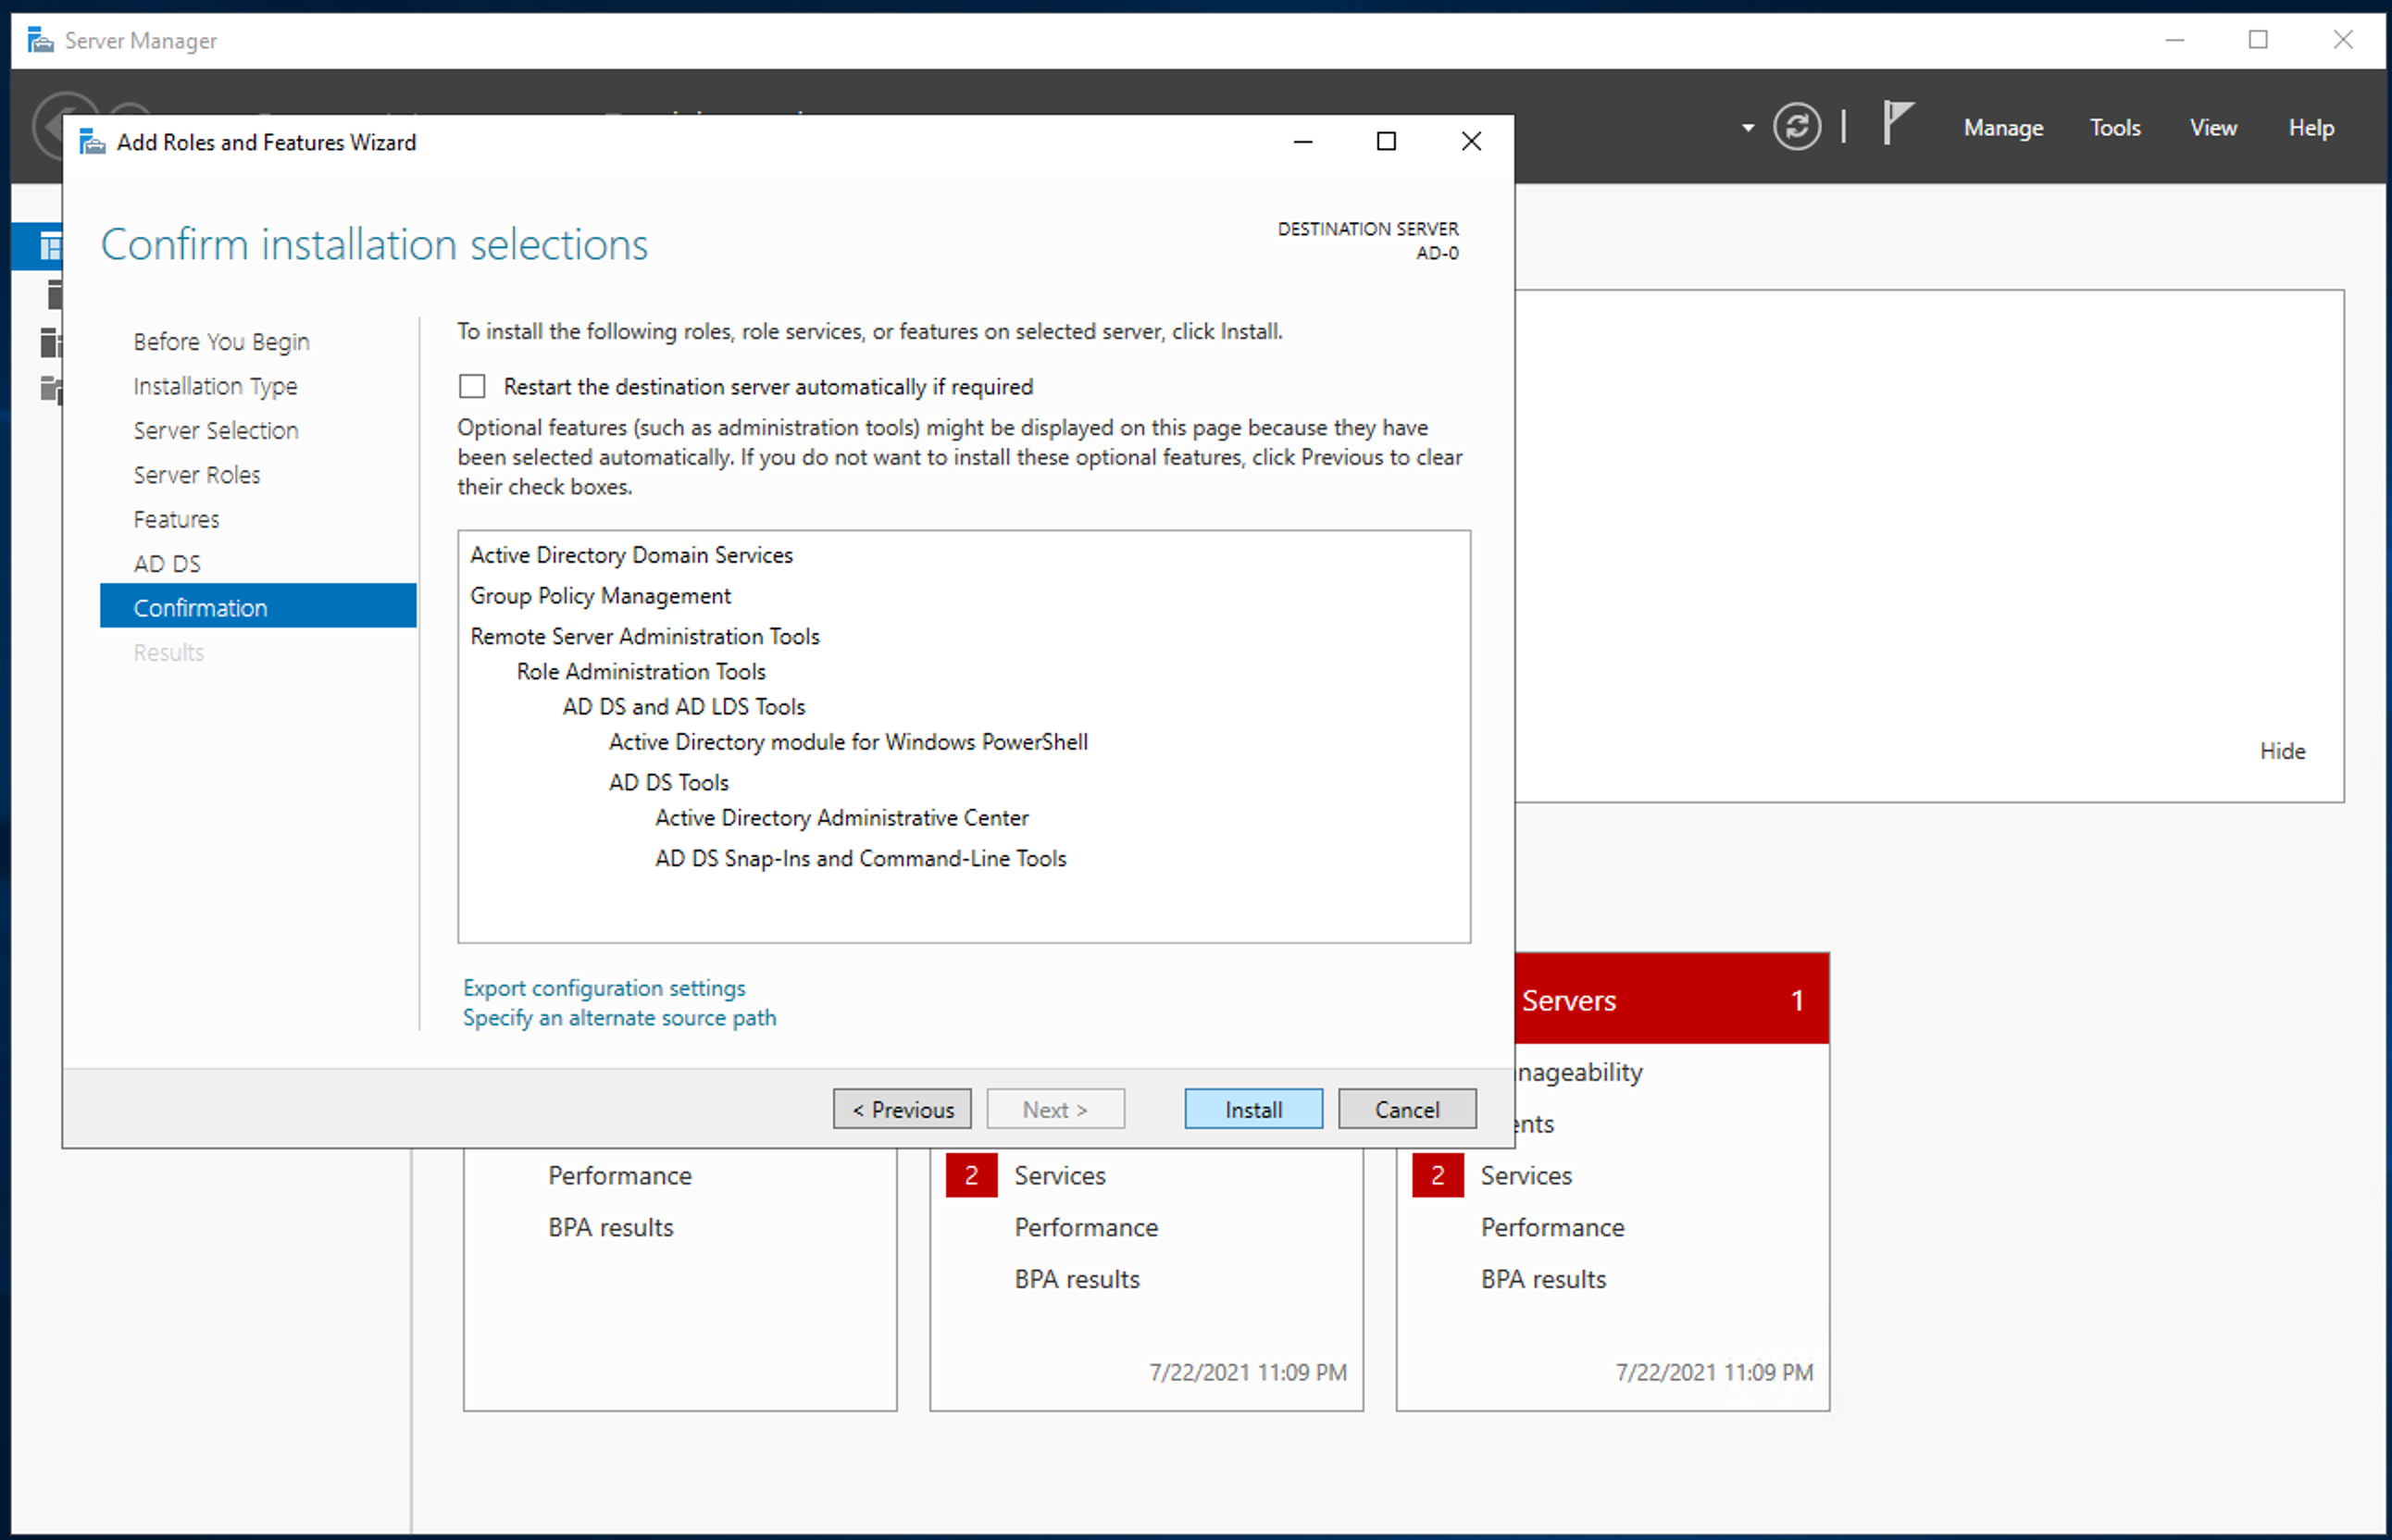 Server Manager
Manage
Tools
View
Help
Add Roles and Features Wizard
Confirm installation selections
DESTINATION SERVER
AD-0
Before You Begin
Installation Type
Server Selection
Server Roles
Features
AD DS
Confirmation
Results
To install the following roles, role services, or features on selected server, click Install.
Restart the destination server automatically if required
Optional features (such as administration tools) might be displayed on this page because they have
been selected automatically. If you do not want to install these optional features, click Previous to clear
their check boxes.
Active Directory Domain Services
Group Policy Management
Remote Server Administration Tools
Role Administration Tools
AD DS and AD LDS Tools
Active Directory module for Windows PowerShell
AD DS Tools
Active Directory Administrative Center
AD DS Snap-Ins and Command-Line Tools
Export configuration settings
Specify an alternate source path
< Previous
Next >
Install
Cancel
Hide
Performance
BPA results
2 Services
Performance
BPA results
7/22/2021 11:09 PM
Servers 1
nageability
ents
2 Services
Performance
BPA results
7/22/2021 11:09 PM